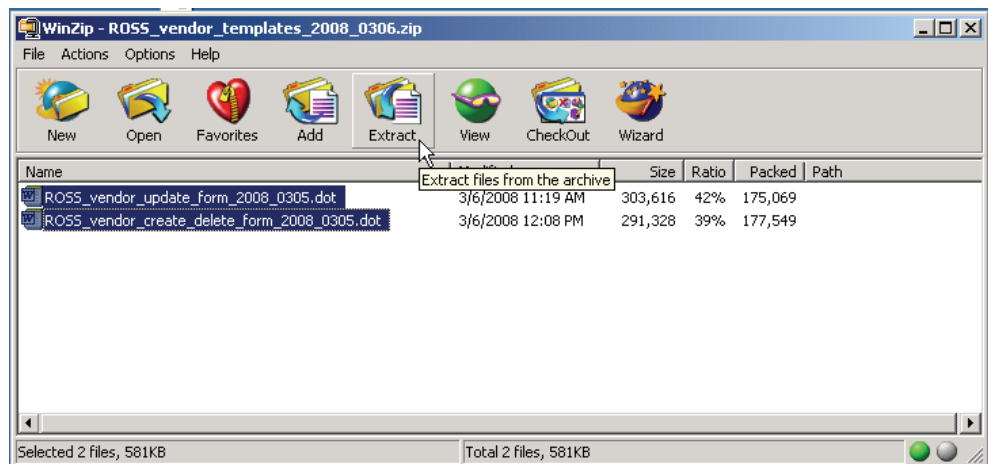 WinZip - ROSS_vendor_templates_2008_0306.zip
File Actions Options Help
New Open Favorites Add Extract View CheckOut Wizard
Name Size Ratio Packed Path
Extract files from the archive
ROSS_vendor_update_form_2008_0305.dot 3/6/2008 11:19 AM 303,616 42% 175,069
ROSS_vendor_create_delete_form_2008_0305.dot 3/6/2008 12:08 PM 291,328 39% 177,549
Selected 2 files, 581KB Total 2 files, 581KB